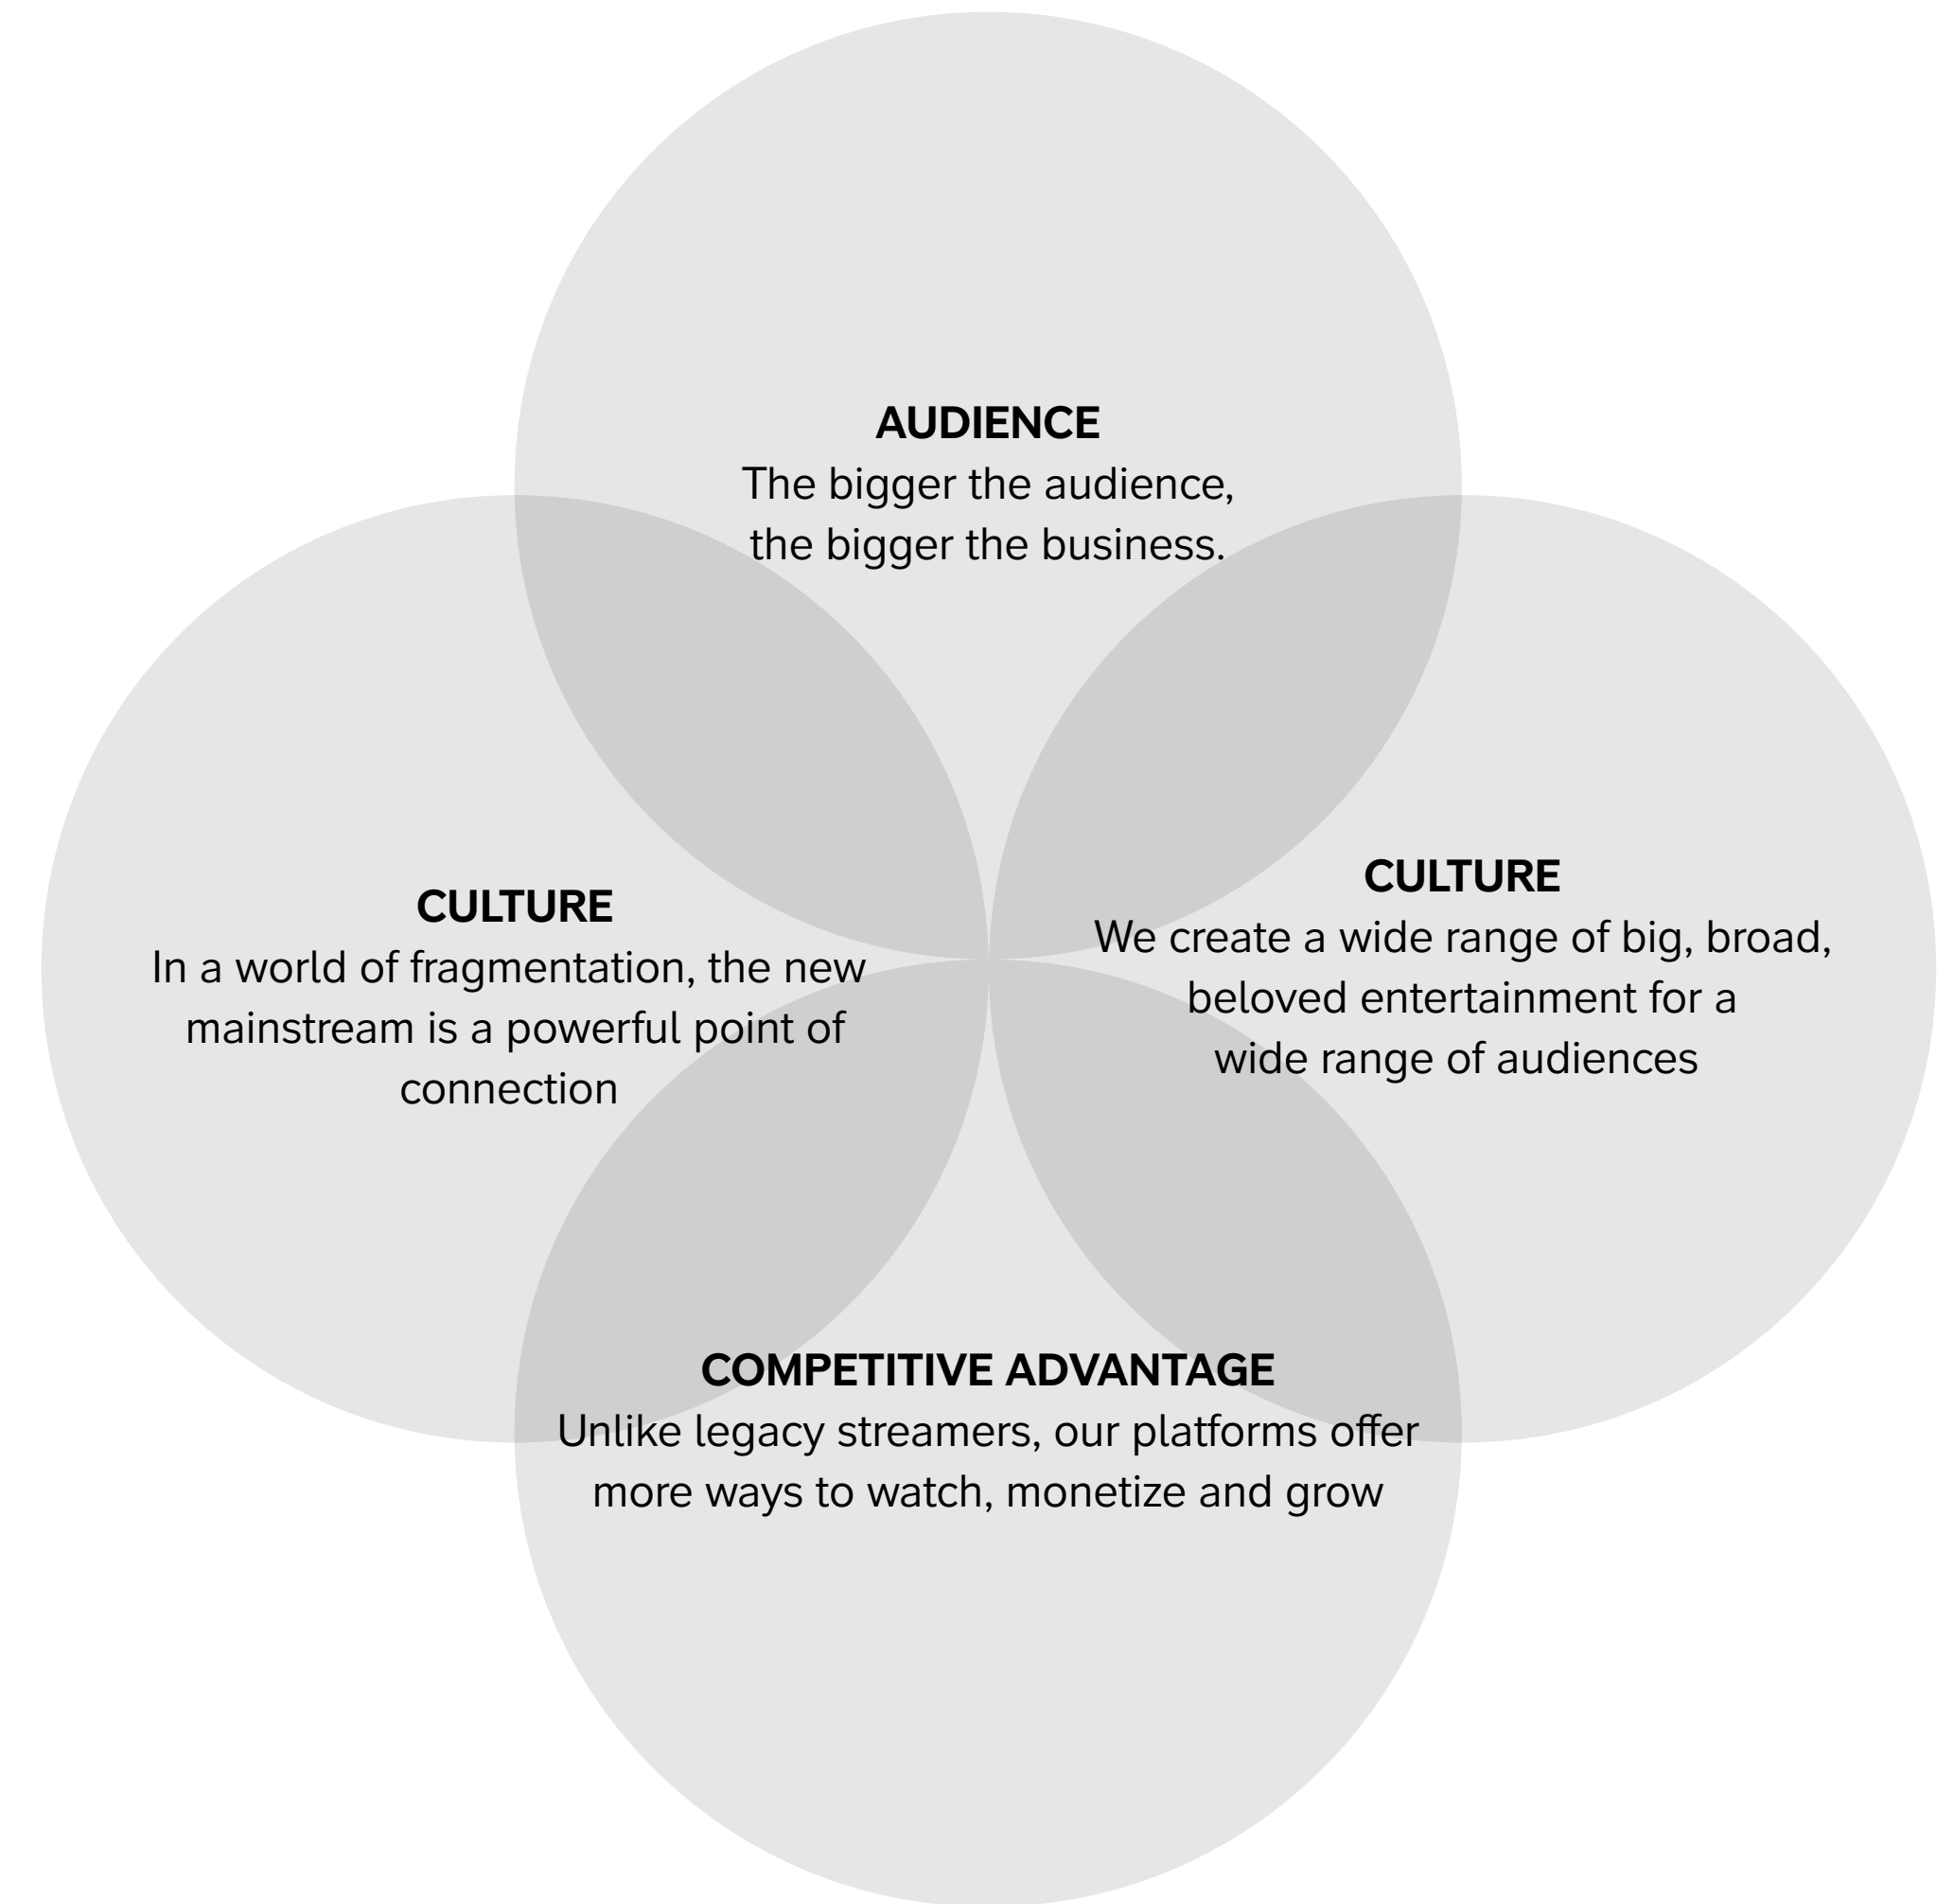 AUDIENCE
The bigger the audience,
the bigger the business.
CULTURE
In a world of fragmentation, the new
mainstream is a powerful point of
connection
CULTURE
We create a wide range of big, broad,
beloved entertainment for a
wide range of audiences
COMPETITIVE ADVANTAGE
Unlike legacy streamers, our platforms offer
more ways to watch, monetize and grow